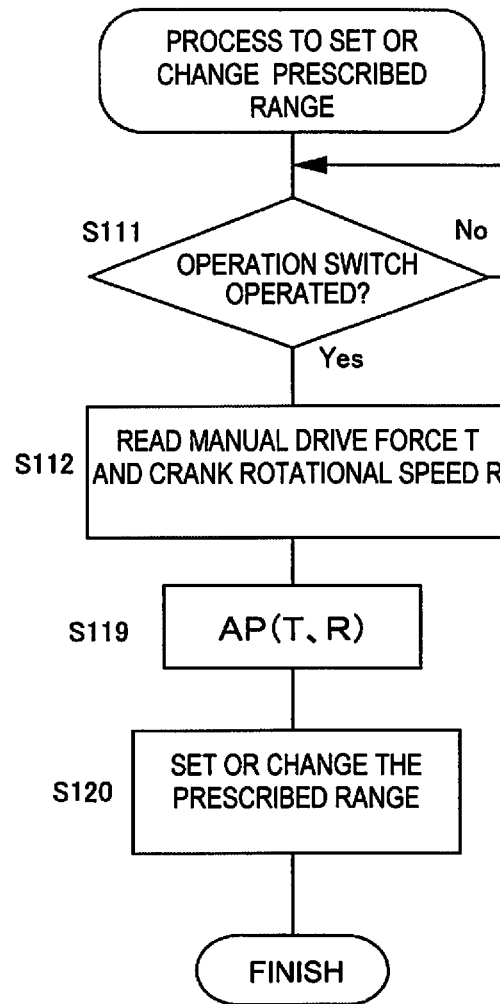 PROCESS TO SET OR
CHANGE PRESCRIBED
RANGE
S111
No
OPERATION SWITCH
OPERATED?
Yes
S112
READ MANUAL DRIVE FORCE T
AND CRANK ROTATIONAL SPEED R
S119
AP(T、R)
S120
SET OR CHANGE THE
PRESCRIBED RANGE
FINISH